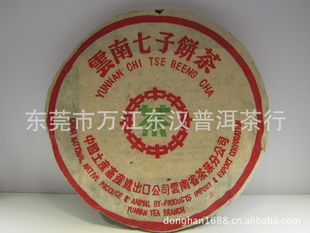 雲南七子餅茶
YUNNAN CHI TSE BEENG CHA
东莞市万江东汉普洱茶行
茶
中國土產畜產進出口公司雲南省茶葉分公司
CHINA NATIONAL NATIVE PRODUCE & ANIMAL BY-PRODUCTS IMPORT & EXPORT CORPORATION
YUNNAN TEA BRANCH
donghan1688.cn.alibaba.com